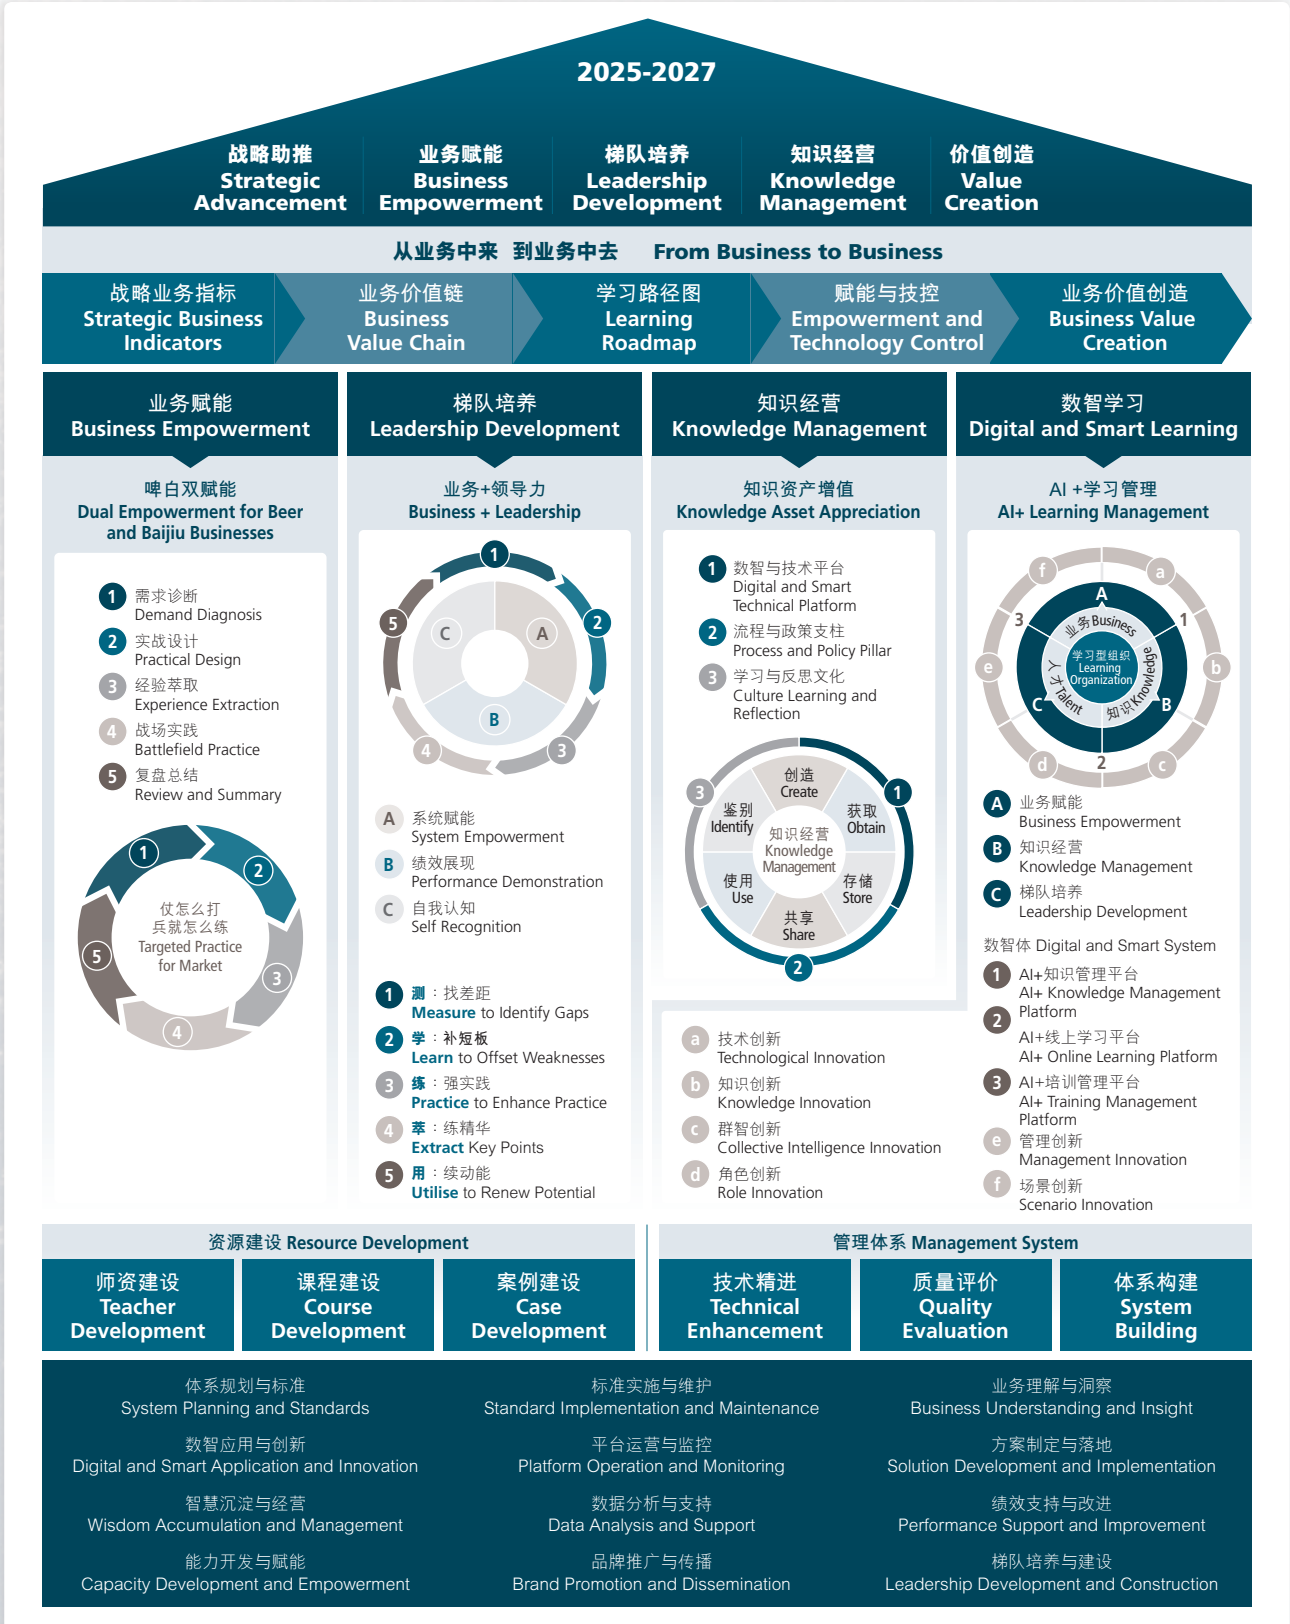 2025-2027
战略助推
Strategic
Advancement
业务赋能
Business
Empowerment
梯队培养
Leadership
Development
知识经营
Knowledge
Management
价值创造
Value
Creation
从业务中来 到业务中去 From Business to Business
战略业务指标
Strategic Business
Indicators
业务价值链
Business
Value Chain
学习路径图
Learning
Roadmap
赋能与技控
Empowerment and
Technology Control
业务价值创造
Business Value
Creation
业务赋能
Business Empowerment
啤白双赋能
Dual Empowerment for Beer
and Baijiu Businesses
1 需求诊断
Demand Diagnosis
2 实战设计
Practical Design
3 经验萃取
Experience Extraction
4 战场实践
Battlefield Practice
5 复盘总结
Review and Summary
1
2
3
4
5
仗怎么打
兵就怎么练
Targeted Practice
for Market
梯队培养
Leadership Development
业务+领导力
Business + Leadership
1
2
3
4
5
A
B
C
A 系统赋能
System Empowerment
B 绩效展现
Performance Demonstration
C 自我认知
Self Recognition
1 测：找差距
Measure to Identify Gaps
2 学：补短板
Learn to Offset Weaknesses
3 练：强实践
Practice to Enhance Practice
4 萃：练精华
Extract Key Points
5 用：续动能
Utilise to Renew Potential
知识经营
Knowledge Management
知识资产增值
Knowledge Asset Appreciation
1 数智与技术平台
Digital and Smart
Technical Platform
2 流程与政策支柱
Process and Policy Pillar
3 学习与反思文化
Culture Learning and
Reflection
1
2
3
创造
Create
获取
Obtain
存储
Store
共享
Share
使用
Use
鉴别
Identify
知识经营
Knowledge
Management
a 技术创新
Technological Innovation
b 知识创新
Knowledge Innovation
c 群智创新
Collective Intelligence Innovation
d 角色创新
Role Innovation
数智学习
Digital and Smart Learning
AI +学习管理
AI+ Learning Management
a
b
c
d
e
f
1
2
3
A
B
C
业务Business
知识Knowledge
人才Talent
学习型组织
Learning
Organization
A 业务赋能
Business Empowerment
B 知识经营
Knowledge Management
C 梯队培养
Leadership Development
数智体 Digital and Smart System
1 AI+知识管理平台
AI+ Knowledge Management
Platform
2 AI+线上学习平台
AI+ Online Learning Platform
3 AI+培训管理平台
AI+ Training Management
Platform
e 管理创新
Management Innovation
f 场景创新
Scenario Innovation
资源建设 Resource Development
师资建设
Teacher
Development
课程建设
Course
Development
案例建设
Case
Development
管理体系 Management System
技术精进
Technical
Enhancement
质量评价
Quality
Evaluation
体系构建
System
Building
体系规划与标准
System Planning and Standards
标准实施与维护
Standard Implementation and Maintenance
业务理解与洞察
Business Understanding and Insight
数智应用与创新
Digital and Smart Application and Innovation
平台运营与监控
Platform Operation and Monitoring
方案制定与落地
Solution Development and Implementation
智慧沉淀与经营
Wisdom Accumulation and Management
数据分析与支持
Data Analysis and Support
绩效支持与改进
Performance Support and Improvement
能力开发与赋能
Capacity Development and Empowerment
品牌推广与传播
Brand Promotion and Dissemination
梯队培养与建设
Leadership Development and Construction